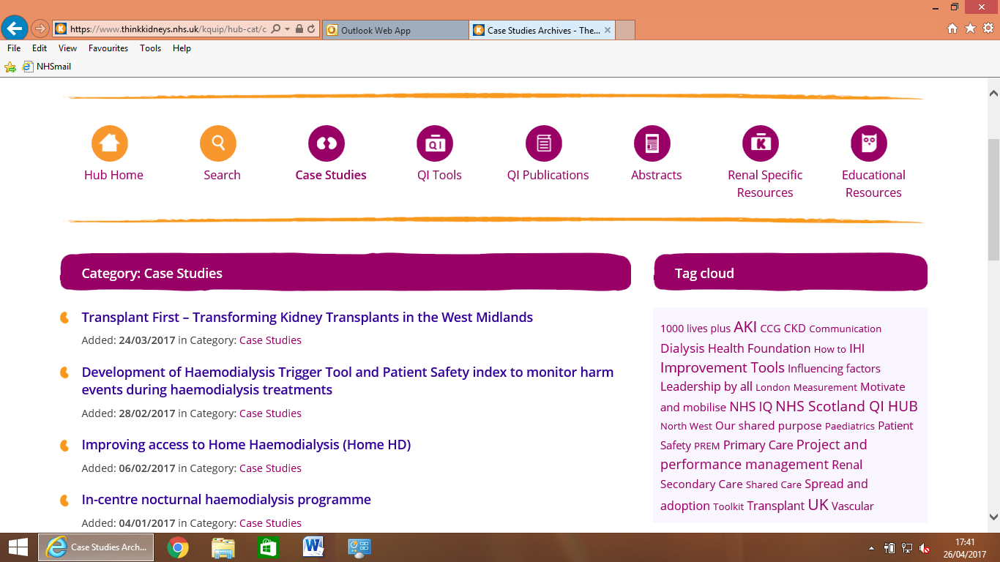 https://www.thinkkidneys.nhs.uk/kquip/hub-cat/c
Outlook Web App
Case Studies Archives - The...
File Edit View Favourites Tools Help
NHSmail
Hub Home
Search
Case Studies
QI
QI Tools
QI Publications
Abstracts
K
Renal Specific
Resources
Educational
Resources
Category: Case Studies
Transplant First – Transforming Kidney Transplants in the West Midlands
Added: 24/03/2017 in Category: Case Studies
Development of Haemodialysis Trigger Tool and Patient Safety index to monitor harm
events during haemodialysis treatments
Added: 28/02/2017 in Category: Case Studies
Improving access to Home Haemodialysis (Home HD)
Added: 06/02/2017 in Category: Case Studies
In-centre nocturnal haemodialysis programme
Added: 04/01/2017 in Category: Case Studies
Tag cloud
1000 lives plus AKI CCG CKD Communication
Dialysis Health Foundation How to IHI
Improvement Tools Influencing factors
Leadership by all London Measurement Motivate
and mobilise NHS IQ NHS Scotland QI HUB
North West Our shared purpose Paediatrics Patient
Safety PREM Primary Care Project and
performance management Renal
Secondary Care Shared Care Spread and
adoption Toolkit Transplant UK Vascular
Case Studies Arch...
17:41
26/04/2017